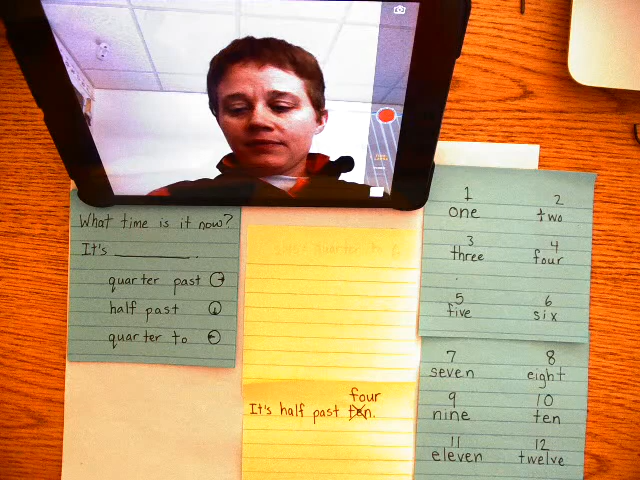 What time is it now?
It's ________.
quarter past
half past
quarter to
four
It's half past ten.
1 2
one two
3 4
three four
5 6
five six
7 8
seven eight
9 10
nine ten
11 12
eleven twelve